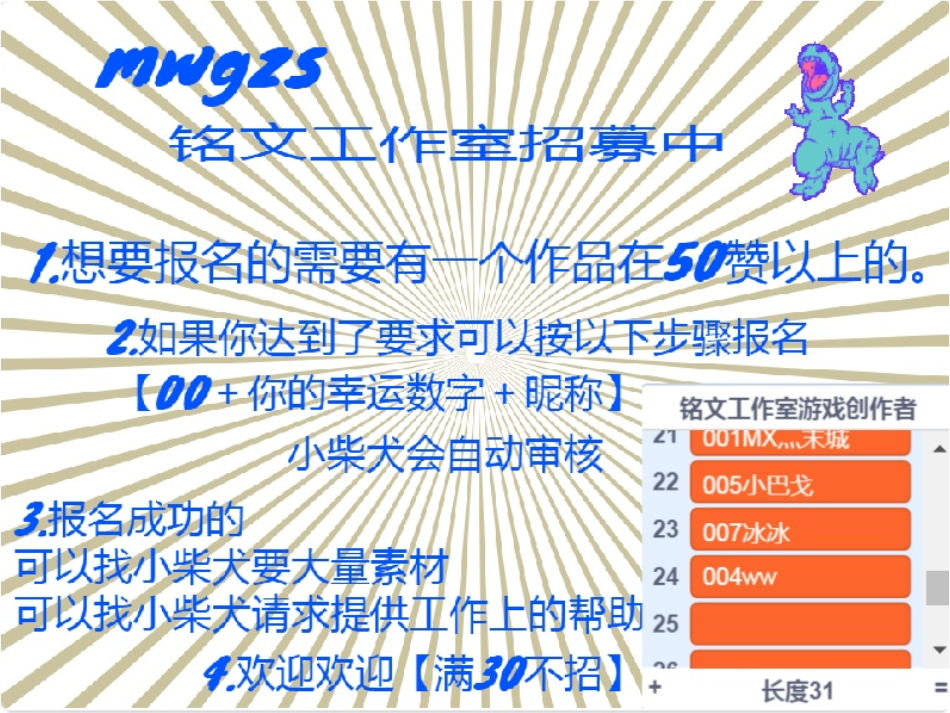 mwgzs
铭文工作室招募中
1.想要报名的需要有一个作品在50赞以上的。
2.如果你达到了要求可以按以下步骤报名
【00 + 你的幸运数字 + 昵称】
小柴犬会自动审核
3.报名成功的
可以找小柴犬要大量素材
可以找小柴犬请求提供工作上的帮助
4.欢迎欢迎【满30不招】
铭文工作室游戏创作者
21 001MX灬末城
22 005小巴戈
23 007冰冰
24 004ww
25
26
+ 长度31 =